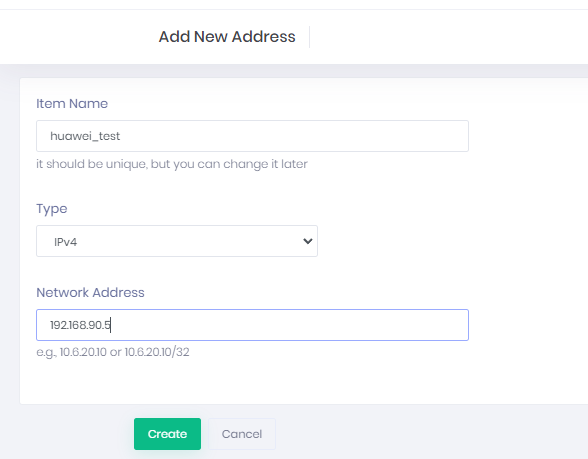 Add New Address
Item Name
huawei_test
it should be unique, but you can change it later
Type
IPv4
Network Address
192.168.90.5
e.g., 10.6.20.10 or 10.6.20.10/32
Create
Cancel